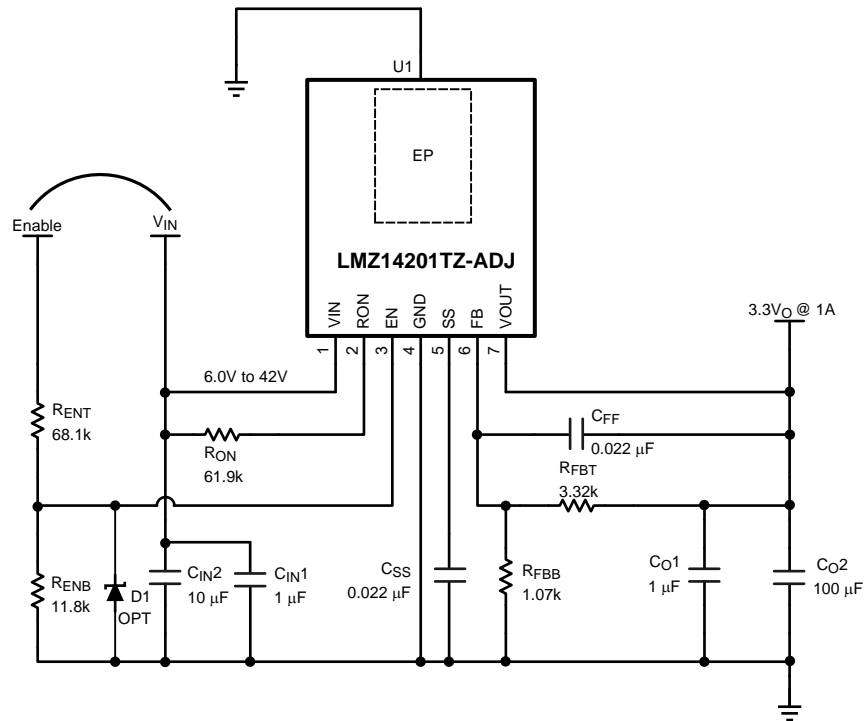 U1
EP
Enable
VIN
LMZ14201TZ-ADJ
VIN
RON
EN
GND
SS
FB
VOUT
1
2
3
4
5
6
7
3.3VO @ 1A
6.0V to 42V
RENT
68.1k
RON
61.9k
CFF
0.022 μF
RFBT
3.32k
RENB
11.8k
D1
OPT
CIN2
10 μF
CIN1
1 μF
CSS
0.022 μF
RFBB
1.07k
CO1
1 μF
CO2
100 μF